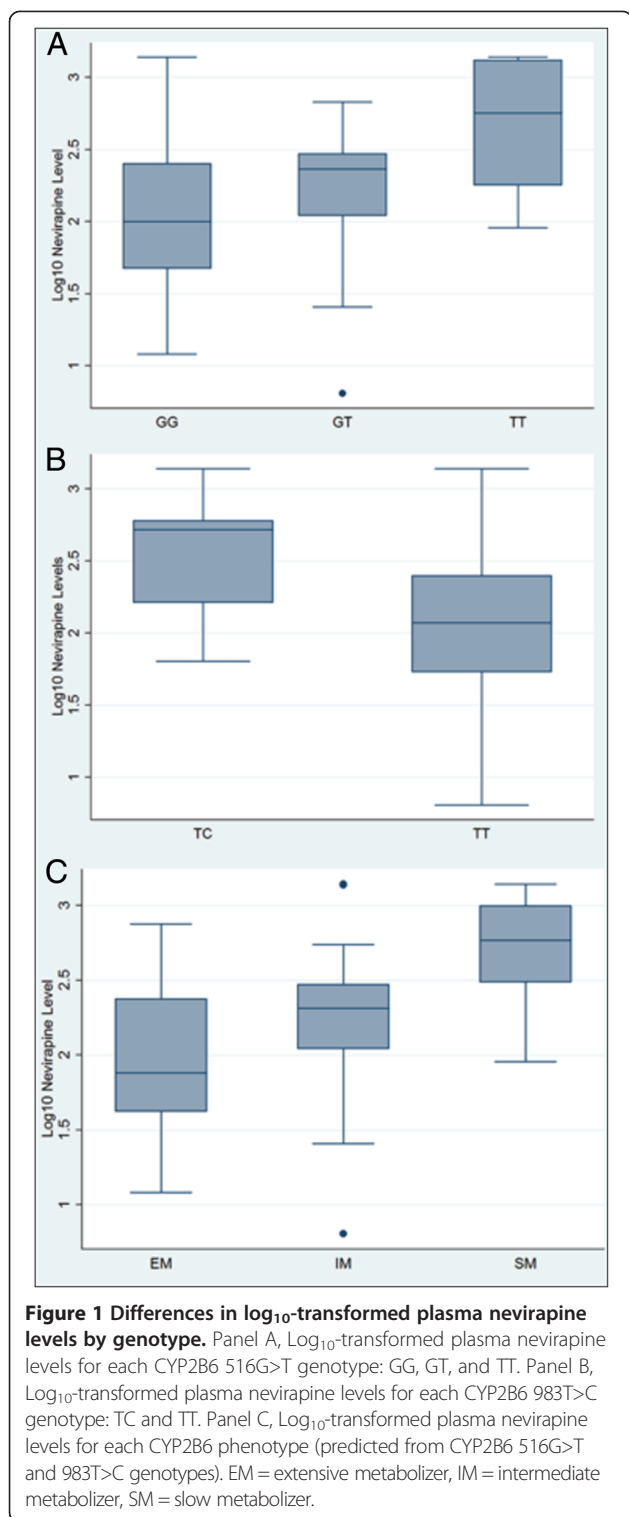 A
Log10 Nevirapine Level
3
2.5
2
1.5
1
GG GT TT
B
Log10 Nevirapine Levels
3
2.5
2
1.5
1
TC TT
C
Log10 Nevirapine Level
3
2.5
2
1.5
1
EM IM SM
Figure 1 Differences in log₁₀-transformed plasma nevirapine
levels by genotype. Panel A, Log₁₀-transformed plasma nevirapine
levels for each CYP2B6 516G>T genotype: GG, GT, and TT. Panel B,
Log₁₀-transformed plasma nevirapine levels for each CYP2B6 983T>C
genotype: TC and TT. Panel C, Log₁₀-transformed plasma nevirapine
levels for each CYP2B6 phenotype (predicted from CYP2B6 516G>T
and 983T>C genotypes). EM = extensive metabolizer, IM = intermediate
metabolizer, SM = slow metabolizer.